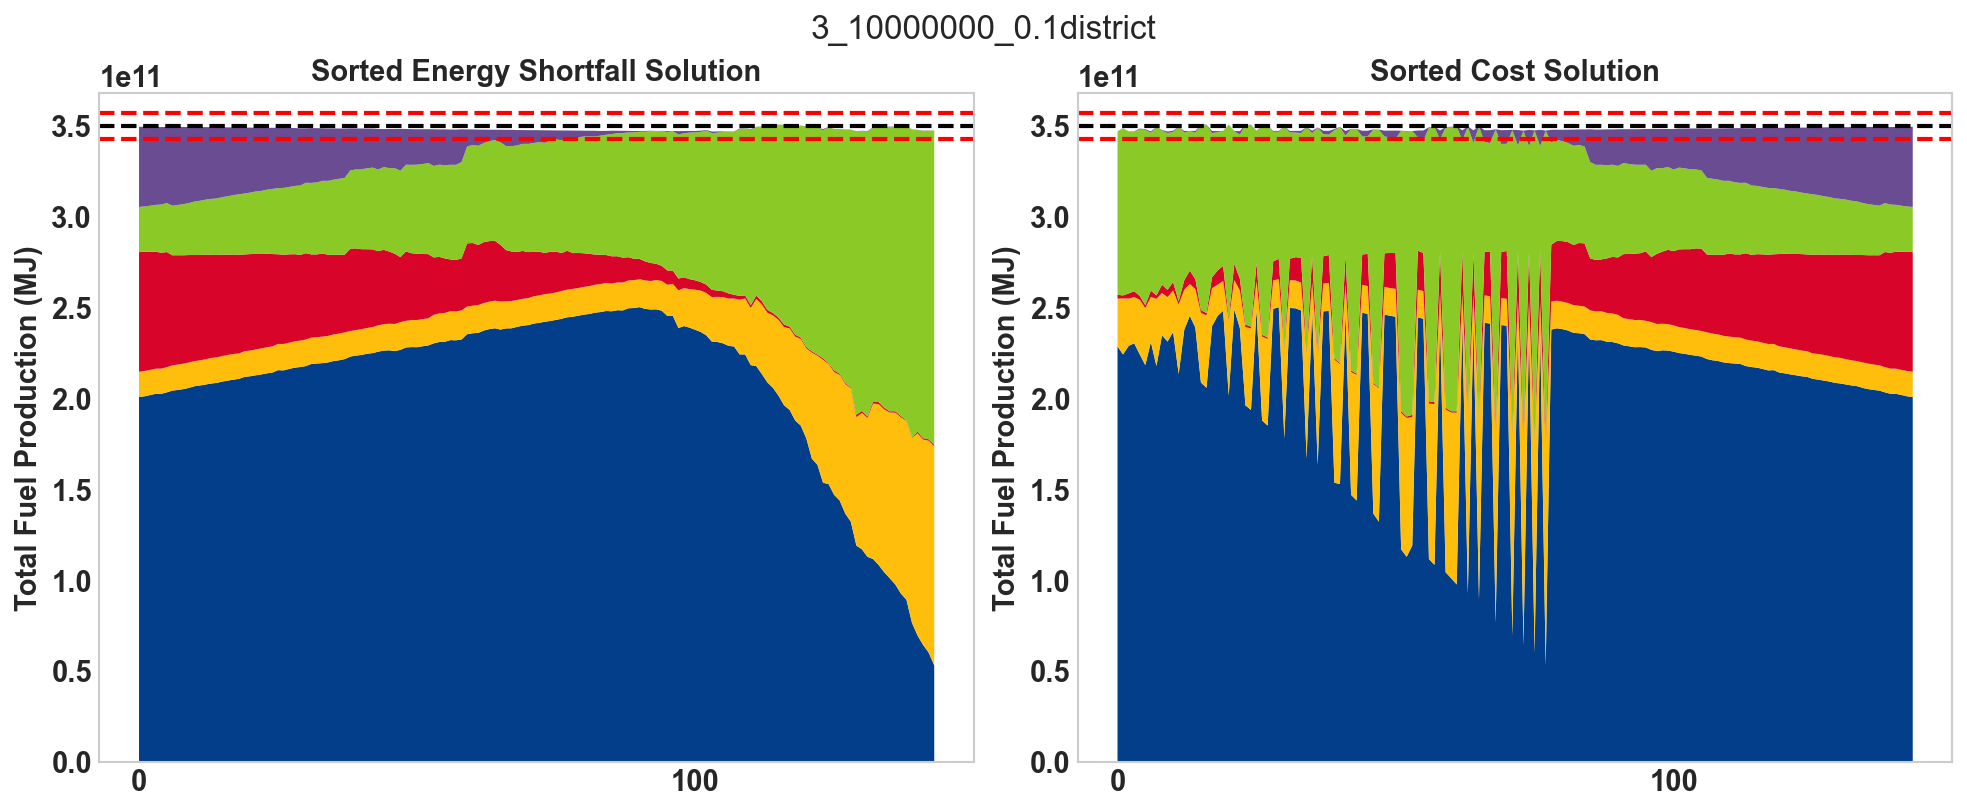 3_10000000_0.1district
Sorted Energy Shortfall Solution
1e11
Total Fuel Production (MJ)
3.5
3.0
2.5
2.0
1.5
1.0
0.5
0.0
0 100
Sorted Cost Solution
1e11
Total Fuel Production (MJ)
3.5
3.0
2.5
2.0
1.5
1.0
0.5
0.0
0 100